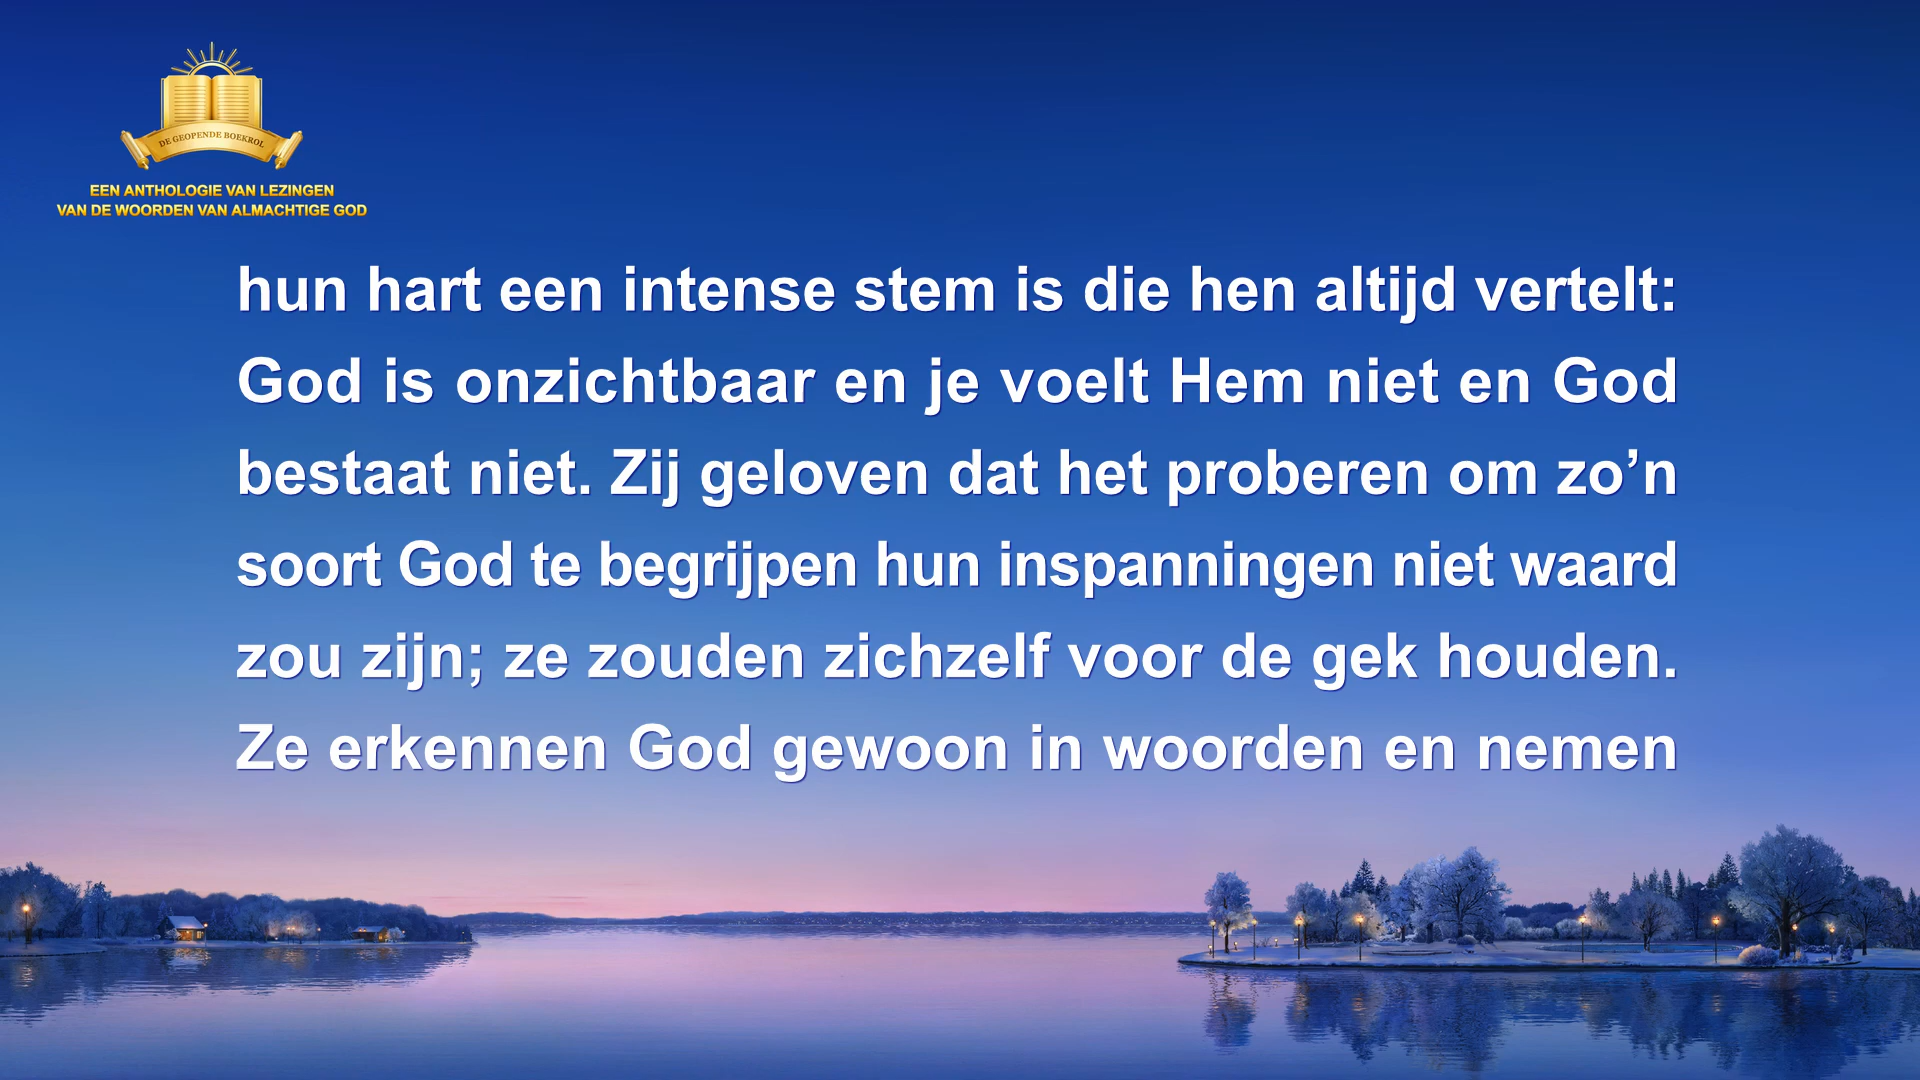 DE GEOPENDE BOEKROL
EEN ANTHOLOGIE VAN LEZINGEN
VAN DE WOORDEN VAN ALMACHTIGE GOD
hun hart een intense stem is die hen altijd vertelt:
God is onzichtbaar en je voelt Hem niet en God
bestaat niet. Zij geloven dat het proberen om zo’n
soort God te begrijpen hun inspanningen niet waard
zou zijn; ze zouden zichzelf voor de gek houden.
Ze erkennen God gewoon in woorden en nemen